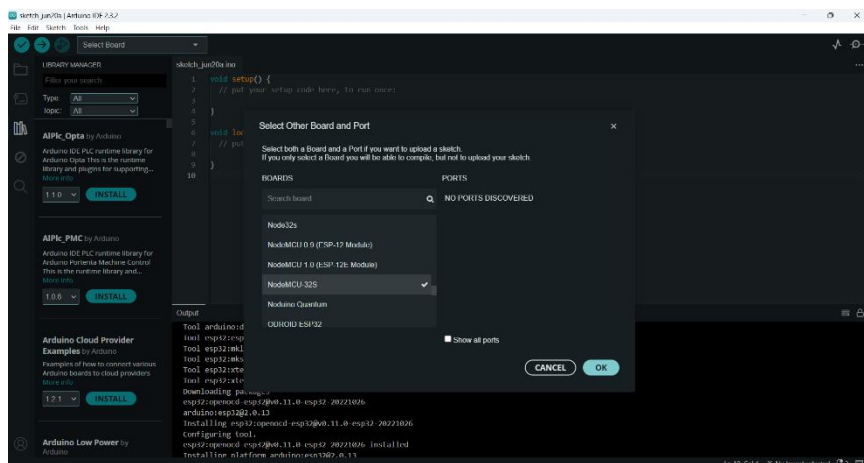 sketch_jun20a | Arduino IDE 2.3.2
File Edit Sketch Tools Help
Select Board
LIBRARY MANAGER
Filter your search...
Type: All
Topic: All
AIPlc_Opta by Arduino
Arduino IDE PLC runtime library for
Arduino Opta This is the runtime
library and plugins for supporting...
More info
1.1.0 INSTALL
AIPlc_PMC by Arduino
Arduino IDE PLC runtime library for
Arduino Portenta Machine Control
This is the runtime library and...
More info
1.0.6 INSTALL
Arduino Cloud Provider
Examples by Arduino
Examples of how to connect various
Arduino boards to cloud providers
More info
1.2.1 INSTALL
Arduino Low Power by
Arduino
sketch_jun20a.ino
1 void setup() {
2 // put your setup code here, to run once:
3
4 }
5
6 void loo
7 // put
8
9 }
10
Select Other Board and Port
Select both a Board and a Port if you want to upload a sketch.
If you only select a Board you will be able to compile, but not to upload your sketch.
BOARDS
PORTS
Search board
NO PORTS DISCOVERED
Node32s
NodeMCU 0.9 (ESP-12 Module)
NodeMCU 1.0 (ESP-12E Module)
NodeMCU-32S
Noduino Quantum
ODROID ESP32
Show all ports
CANCEL OK
Output
Tool arduino:d
Tool esp32:esp
Tool esp32:mkl
Tool esp32:mks
Tool esp32:xte
Tool esp32:xte
Downloading packages
esp32:openocd-esp32@v0.11.0-esp32-20221026
arduino:esp32@2.0.13
Installing esp32:openocd-esp32@v0.11.0-esp32-20221026
Configuring tool.
esp32:openocd-esp32@v0.11.0-esp32-20221026 installed
Installing platform arduino:esp32@2.0.13